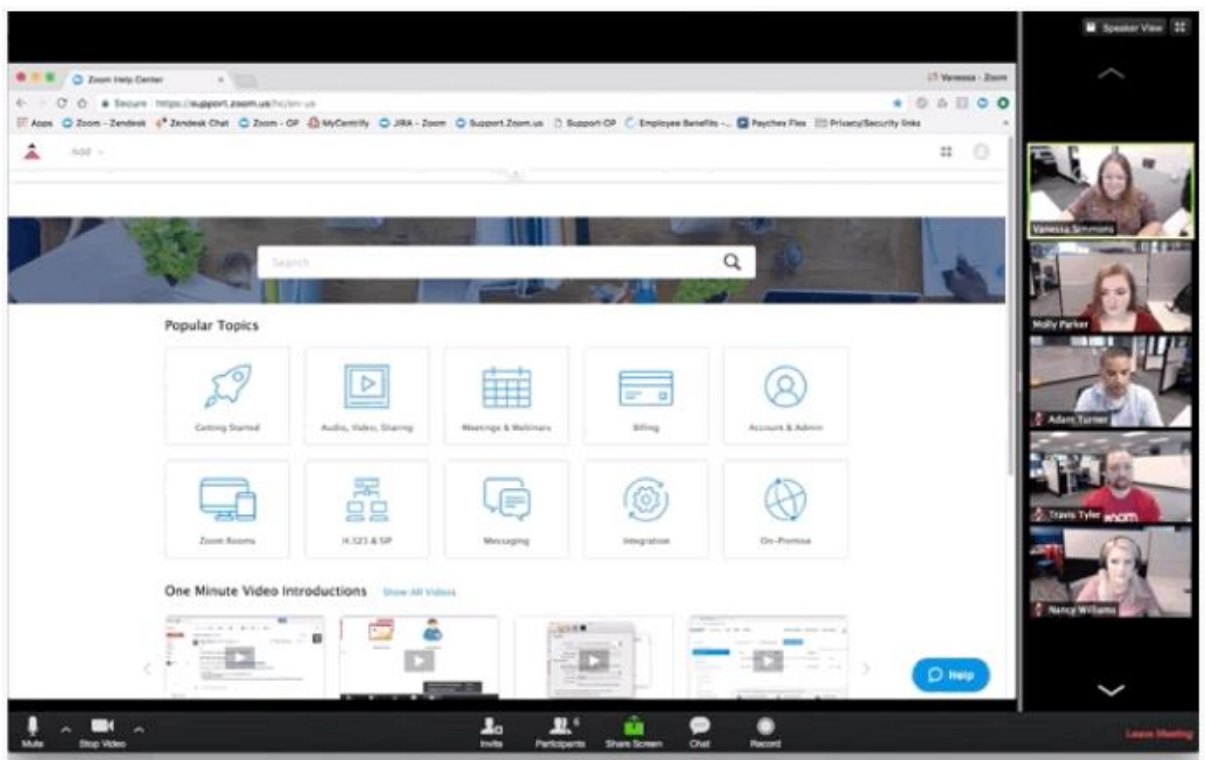 Speaker View
Zoom Help Center
Vanessa - Zoom
Secure https://support.zoom.us/hc/en-us
Apps Zoom - Zendesk Zendesk Chat Zoom - OP MyCentrify JIRA - Zoom Support.Zoom.us Support OP Employee Benefits -... Paychex Flex Privacy/Security links
Add
Search
Popular Topics
Getting Started Audio, Video, Sharing Meetings & Webinars Billing Account & Admin
Zoom Rooms H.323 & SIP Messaging Integration On-Premise
One Minute Video Introductions Show All Videos
Help
Vanessa Simmons
Molly Parker
Adam Turner
Travis Tyler
zoom
Nancy Williams
Mute Stop Video Invite Participants 6 Share Screen Chat Record Leave Meeting